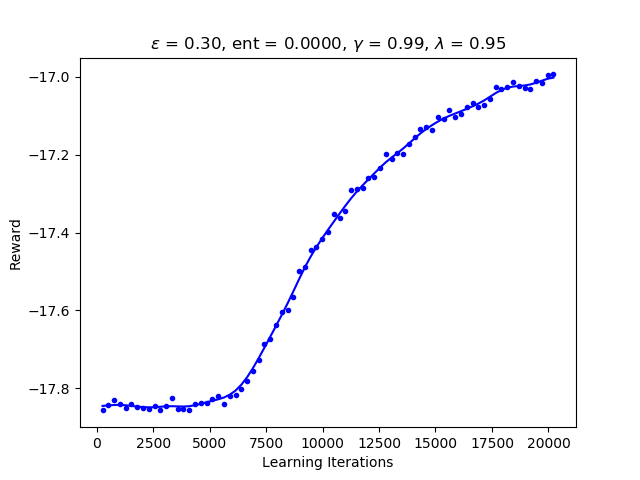 ε = 0.30, ent = 0.0000, γ = 0.99, λ = 0.95
−17.0
−17.2
−17.4
−17.6
−17.8
Reward
0 2500 5000 7500 10000 12500 15000 17500 20000
Learning Iterations